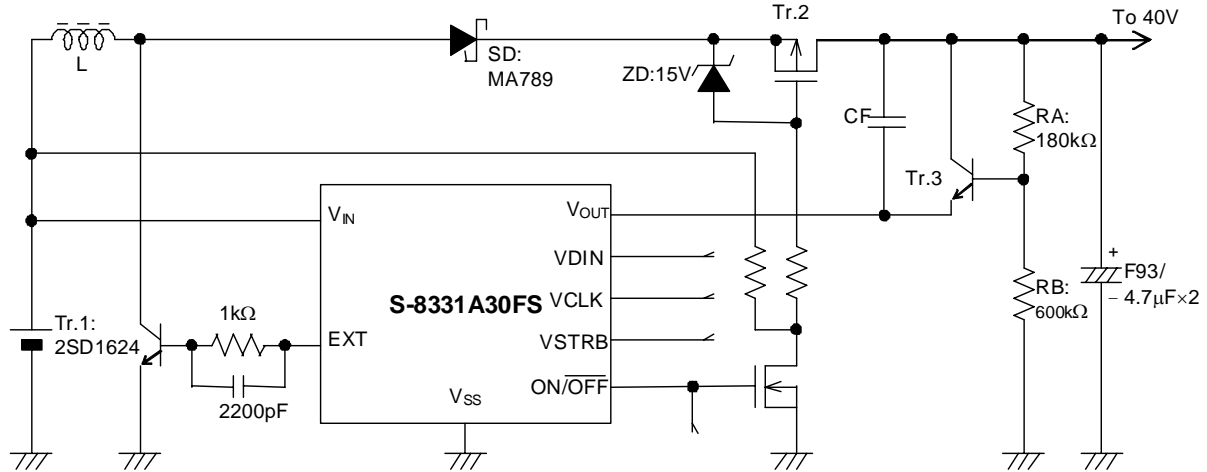 Tr.2
To 40V
L
SD:
MA789
ZD:15V
CF
RA:
180kΩ
Tr.3
VIN
VOUT
VDIN
S-8331A30FS
VCLK
VSTRB
EXT
ON/OFF
VSS
1kΩ
2200pF
Tr.1:
2SD1624
RB:
600kΩ
+
F93/
− 4.7μF×2